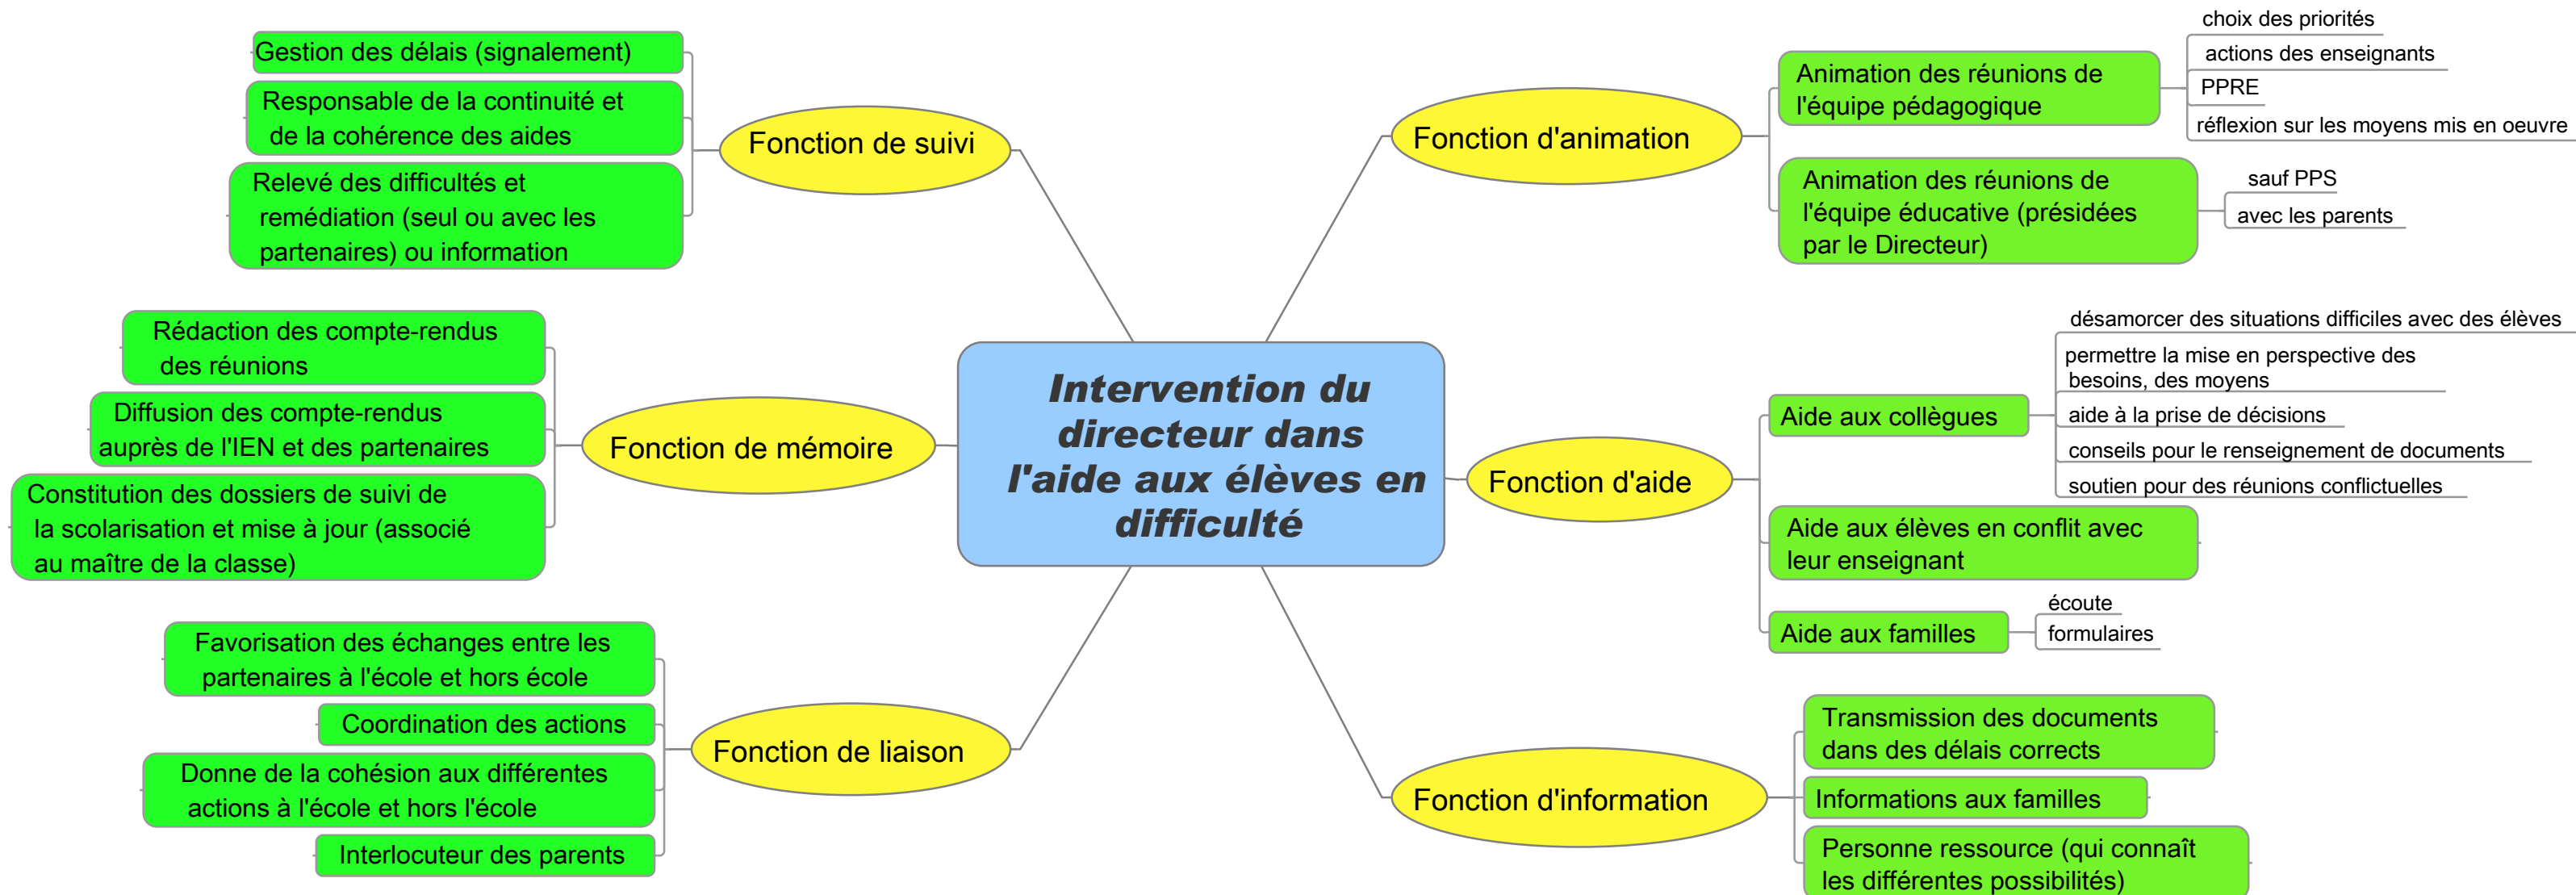 Intervention du
directeur dans
l'aide aux élèves en
difficulté
Fonction de suivi
Gestion des délais (signalement)
Responsable de la continuité et
de la cohérence des aides
Relevé des difficultés et
remédiation (seul ou avec les
partenaires) ou information
Fonction de mémoire
Rédaction des compte-rendus
des réunions
Diffusion des compte-rendus
auprès de l'IEN et des partenaires
Constitution des dossiers de suivi de
la scolarisation et mise à jour (associé
au maître de la classe)
Fonction de liaison
Favorisation des échanges entre les
partenaires à l'école et hors école
Coordination des actions
Donne de la cohésion aux différentes
actions à l'école et hors l'école
Interlocuteur des parents
Fonction d'animation
Animation des réunions de
l'équipe pédagogique
choix des priorités
actions des enseignants
PPRE
réflexion sur les moyens mis en oeuvre
Animation des réunions de
l'équipe éducative (présidées
par le Directeur)
sauf PPS
avec les parents
Fonction d'aide
Aide aux collègues
désamorcer des situations difficiles avec des élèves
permettre la mise en perspective des
besoins, des moyens
aide à la prise de décisions
conseils pour le renseignement de documents
soutien pour des réunions conflictuelles
Aide aux élèves en conflit avec
leur enseignant
Aide aux familles
écoute
formulaires
Fonction d'information
Transmission des documents
dans des délais corrects
Informations aux familles
Personne ressource (qui connaît
les différentes possibilités)